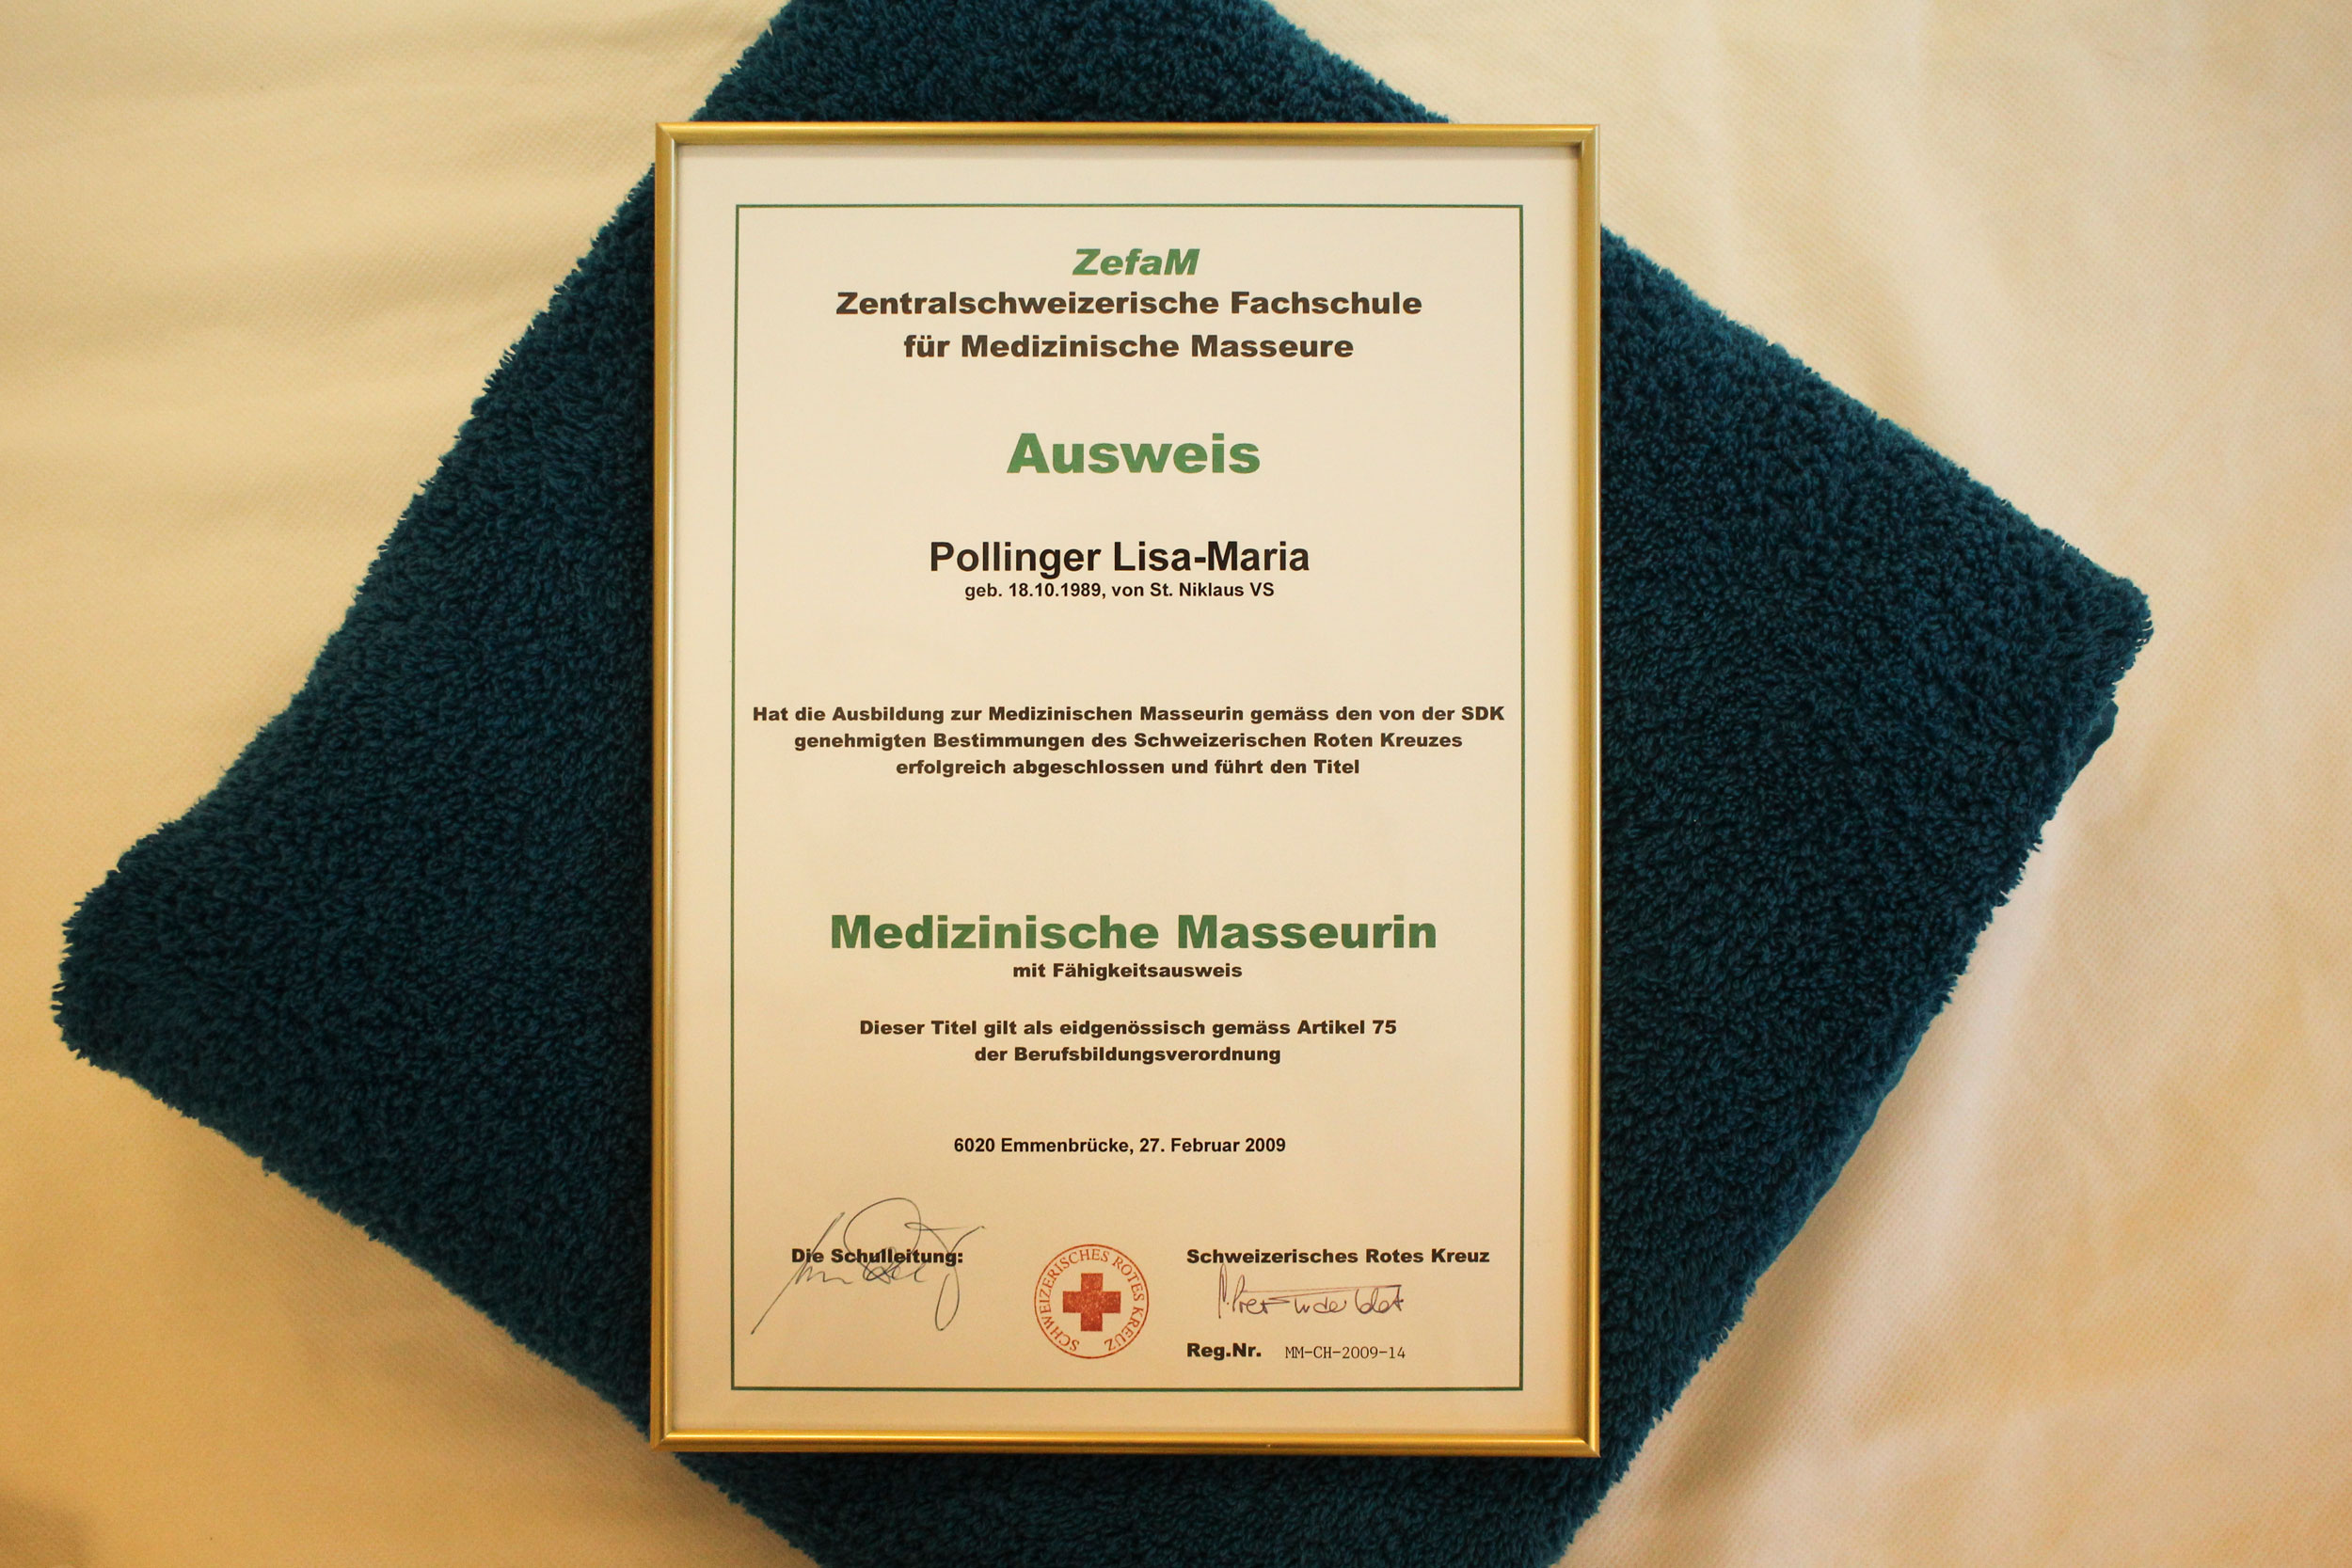 ZefaM
Zentralschweizerische Fachschule
für Medizinische Masseure
Ausweis
Pollinger Lisa-Maria
geb. 18.10.1989, von St. Niklaus VS
Hat die Ausbildung zur Medizinischen Masseurin gemäss den von der SDK
genehmigten Bestimmungen des Schweizerischen Roten Kreuzes
erfolgreich abgeschlossen und führt den Titel
Medizinische Masseurin
mit Fähigkeitsausweis
Dieser Titel gilt als eidgenössisch gemäss Artikel 75
der Berufsbildungsverordnung
6020 Emmenbrücke, 27. Februar 2009
Die Schulleitung:
SCHWEIZERISCHES ROTES KREUZ
Schweizerisches Rotes Kreuz
Reg.Nr. MM-CH-2009-14